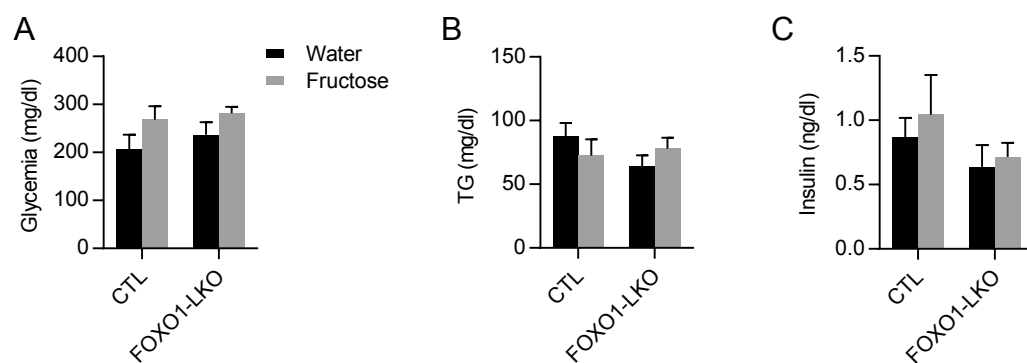 A
Glycemia (mg/dl)
400
300
200
100
0
CTL
FOXO1-LKO
Water
Fructose
B
TG (mg/dl)
150
100
50
0
CTL
FOXO1-LKO
C
Insulin (ng/dl)
1.5
1.0
0.5
0.0
CTL
FOXO1-LKO